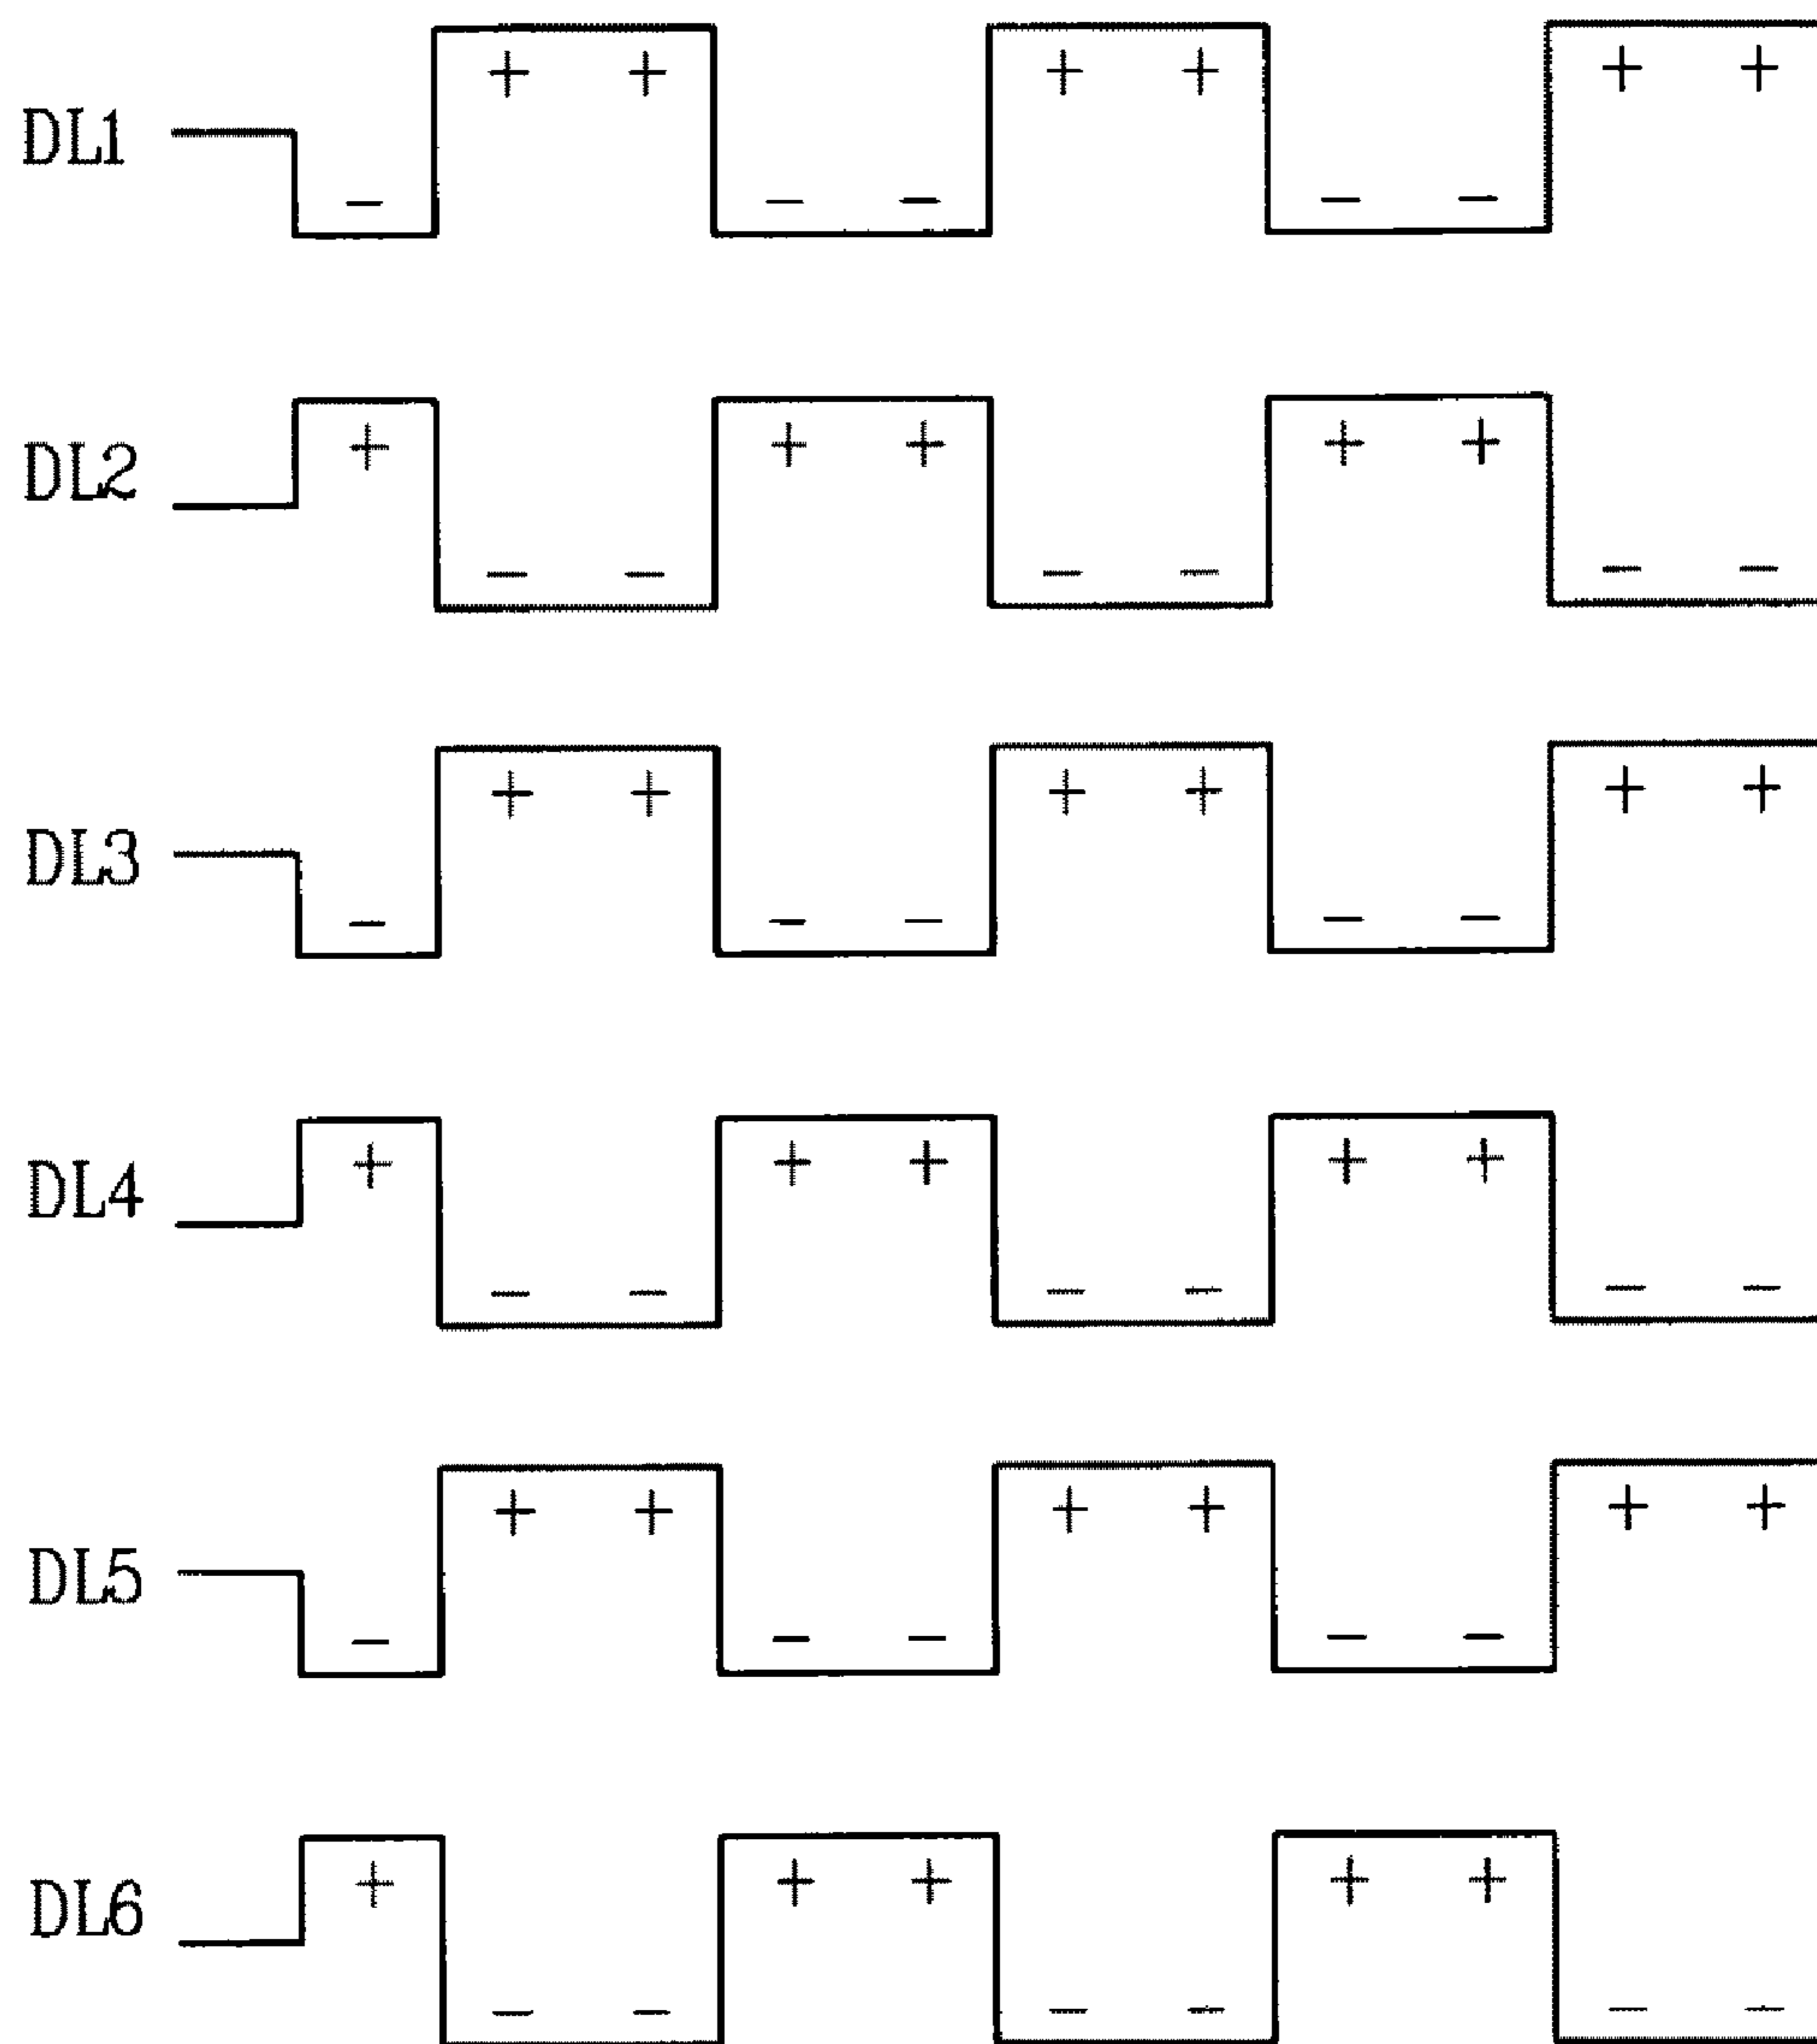 DL1 − + + − − + + − − + +
DL2 + − − + + − − + + − −
DL3 − + + − − + + − − + +
DL4 + − − + + − − + + − −
DL5 − + + − − + + − − + +
DL6 + − − + + − − + + − −